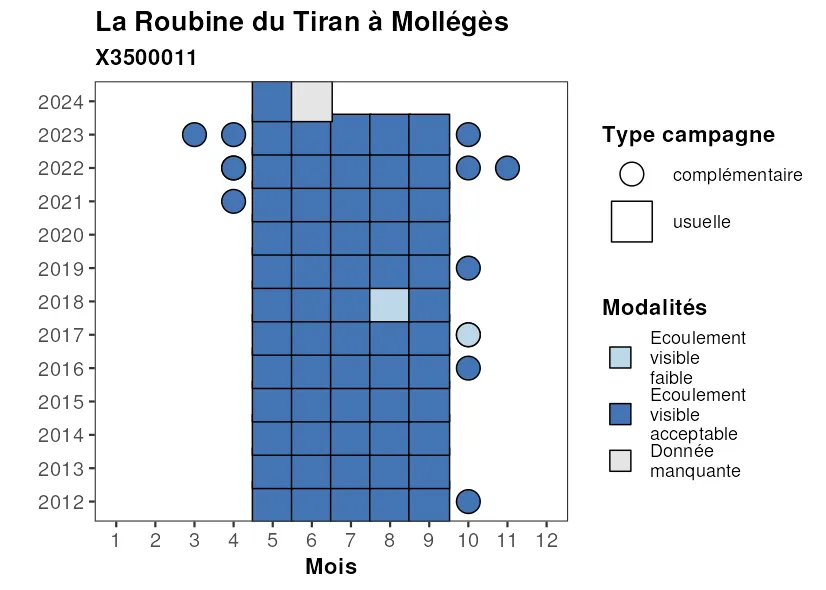 La Roubine du Tiran à Mollégès
X3500011
2024
2023
2022
2021
2020
2019
2018
2017
2016
2015
2014
2013
2012
1 2 3 4 5 6 7 8 9 10 11 12
Mois
Type campagne
complémentaire
usuelle
Modalités
Ecoulement
visible
faible
Ecoulement
visible
acceptable
Donnée
manquante